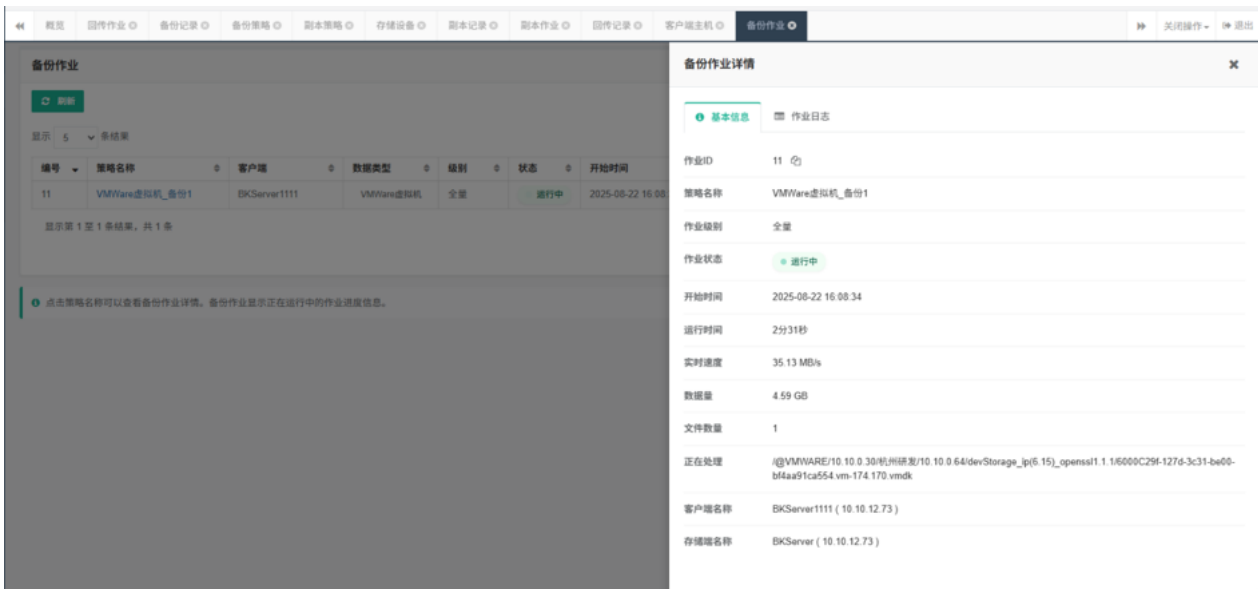 概览 回传作业 备份记录 备份策略 副本策略 存储设备 副本记录 副本作业 回传记录 客户端主机 备份作业 关闭操作 退出
备份作业
刷新
显示 5 条结果
编号 策略名称 客户端 数据类型 级别 状态 开始时间
11 VMWare虚拟机_备份1 BKServer1111 VMWare虚拟机 全量 运行中 2025-08-22 16:08:
显示第 1 至 1 条结果，共 1 条
点击策略名称可以查看备份作业详情。备份作业显示正在运行中的作业进度信息。
备份作业详情
基本信息 作业日志
作业ID 11
策略名称 VMWare虚拟机_备份1
作业级别 全量
作业状态 运行中
开始时间 2025-08-22 16:08:34
运行时间 2分31秒
实时速度 35.13 MB/s
数据量 4.59 GB
文件数量 1
正在处理 /@VMWARE/10.10.0.30/杭州研发/10.10.0.64/devStorage_ip(6.15)_openssl1.1.1/6000C29f-127d-3c31-be00-
bf4aa91ca554.vm-174.170.vmdk
客户端名称 BKServer1111 ( 10.10.12.73 )
存储端名称 BKServer ( 10.10.12.73 )